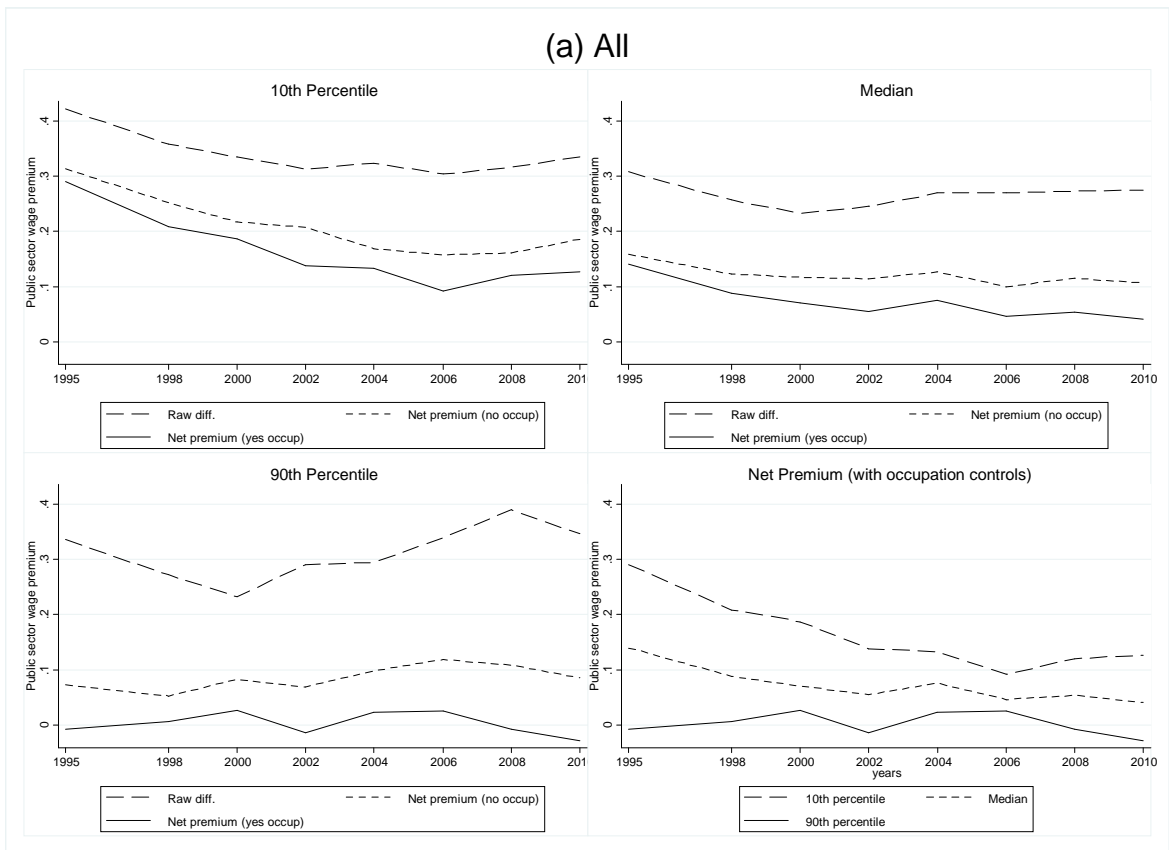 (a) All
10th Percentile
Public sector wage premium
.4
.3
.2
.1
0
1995 1998 2000 2002 2004 2006 2008 201
Raw diff. Net premium (no occup)
Net premium (yes occup)
Median
Public sector wage premium
.4
.3
.2
.1
0
1995 1998 2000 2002 2004 2006 2008 2010
Raw diff. Net premium (no occup)
Net premium (yes occup)
90th Percentile
Public sector wage premium
.4
.3
.2
.1
0
1995 1998 2000 2002 2004 2006 2008 201
Raw diff. Net premium (no occup)
Net premium (yes occup)
Net Premium (with occupation controls)
Public sector wage premium
.4
.3
.2
.1
0
1995 1998 2000 2002 2004 2006 2008 2010
years
10th percentile Median
90th percentile